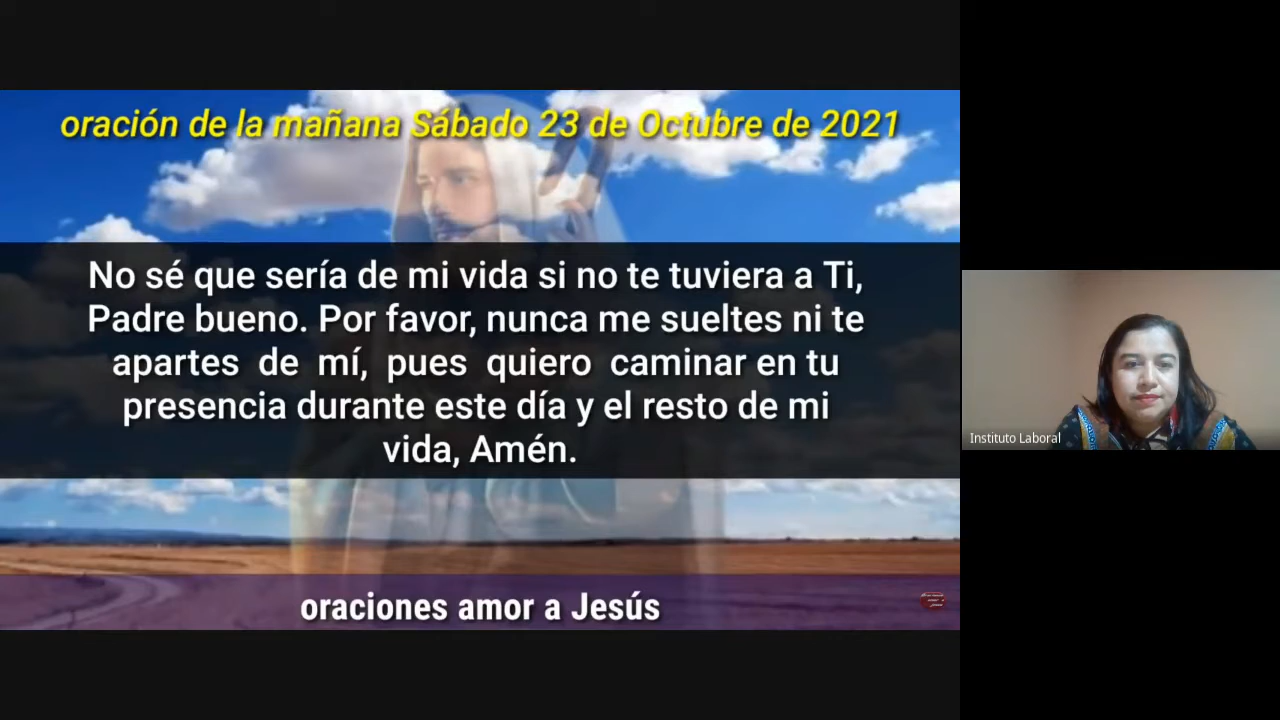 oración de la mañana Sábado 23 de Octubre de 2021
No sé que sería de mi vida si no te tuviera a Ti,
Padre bueno. Por favor, nunca me sueltes ni te
apartes de mí, pues quiero caminar en tu
presencia durante este día y el resto de mi
vida, Amén.
oraciones amor a Jesús
Instituto Laboral